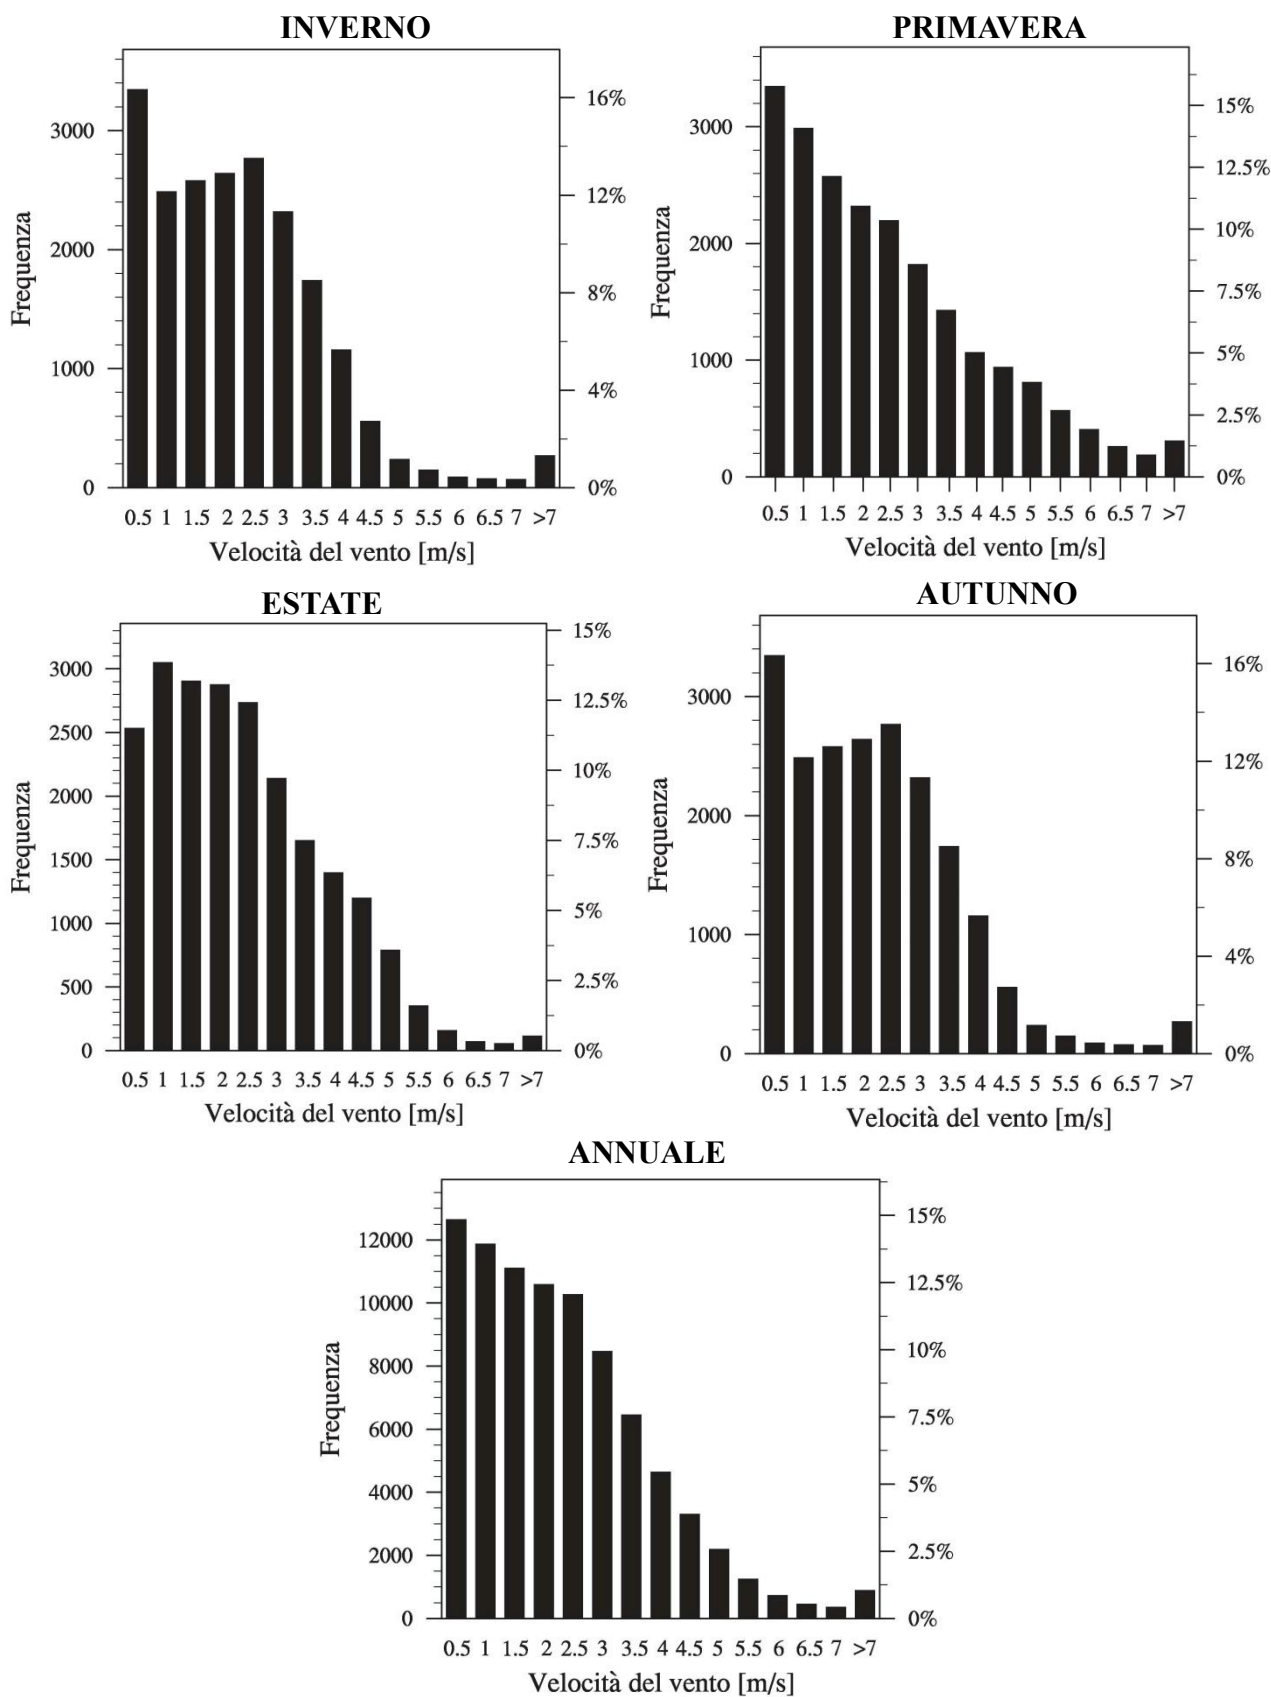 INVERNO
16%
3000
12%
2000
8%
1000
4%
0
0%
Frequenza
0.5 1 1.5 2 2.5 3 3.5 4 4.5 5 5.5 6 6.5 7 >7
Velocità del vento [m/s]
PRIMAVERA
15%
3000
12.5%
10%
2000
7.5%
5%
1000
2.5%
0
0%
Frequenza
0.5 1 1.5 2 2.5 3 3.5 4 4.5 5 5.5 6 6.5 7 >7
Velocità del vento [m/s]
ESTATE
15%
3000
12.5%
2500
10%
2000
7.5%
1500
5%
1000
2.5%
500
0
0%
Frequenza
0.5 1 1.5 2 2.5 3 3.5 4 4.5 5 5.5 6 6.5 7 >7
Velocità del vento [m/s]
AUTUNNO
16%
3000
12%
2000
8%
1000
4%
0
0%
Frequenza
0.5 1 1.5 2 2.5 3 3.5 4 4.5 5 5.5 6 6.5 7 >7
Velocità del vento [m/s]
ANNUALE
15%
12000
12.5%
10000
10%
8000
7.5%
6000
5%
4000
2.5%
2000
0
0%
Frequenza
0.5 1 1.5 2 2.5 3 3.5 4 4.5 5 5.5 6 6.5 7 >7
Velocità del vento [m/s]